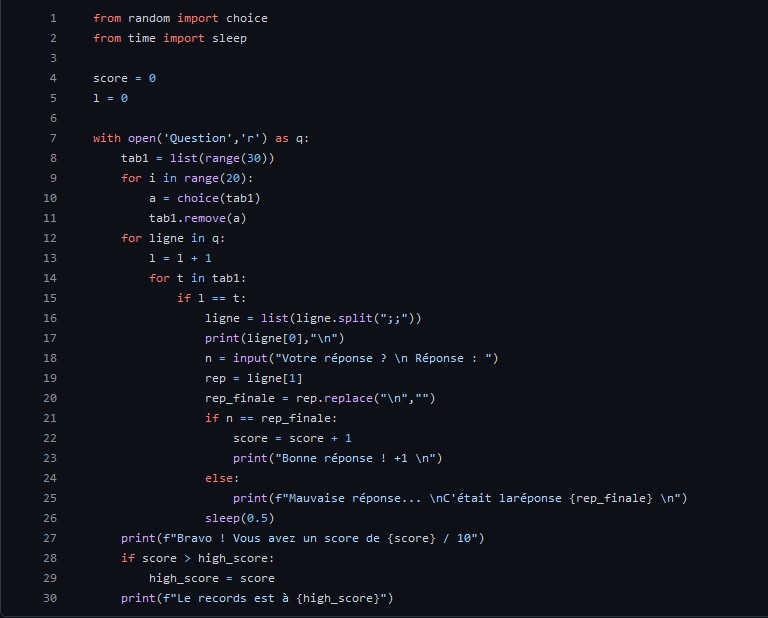 1 from random import choice
2 from time import sleep
3
4 score = 0
5 l = 0
6
7 with open('Question','r') as q:
8     tab1 = list(range(30))
9     for i in range(20):
10         a = choice(tab1)
11         tab1.remove(a)
12     for ligne in q:
13         l = l + 1
14         for t in tab1:
15             if l == t:
16                 ligne = list(ligne.split(";;"))
17                 print(ligne[0],"\n")
18                 n = input("Votre réponse ? \n Réponse : ")
19                 rep = ligne[1]
20                 rep_finale = rep.replace("\n","")
21                 if n == rep_finale:
22                     score = score + 1
23                     print("Bonne réponse ! +1 \n")
24                 else:
25                     print(f"Mauvaise réponse... \nC'était laréponse {rep_finale} \n")
26                 sleep(0.5)
27     print(f"Bravo ! Vous avez un score de {score} / 10")
28     if score > high_score:
29         high_score = score
30     print(f"Le records est à {high_score}")